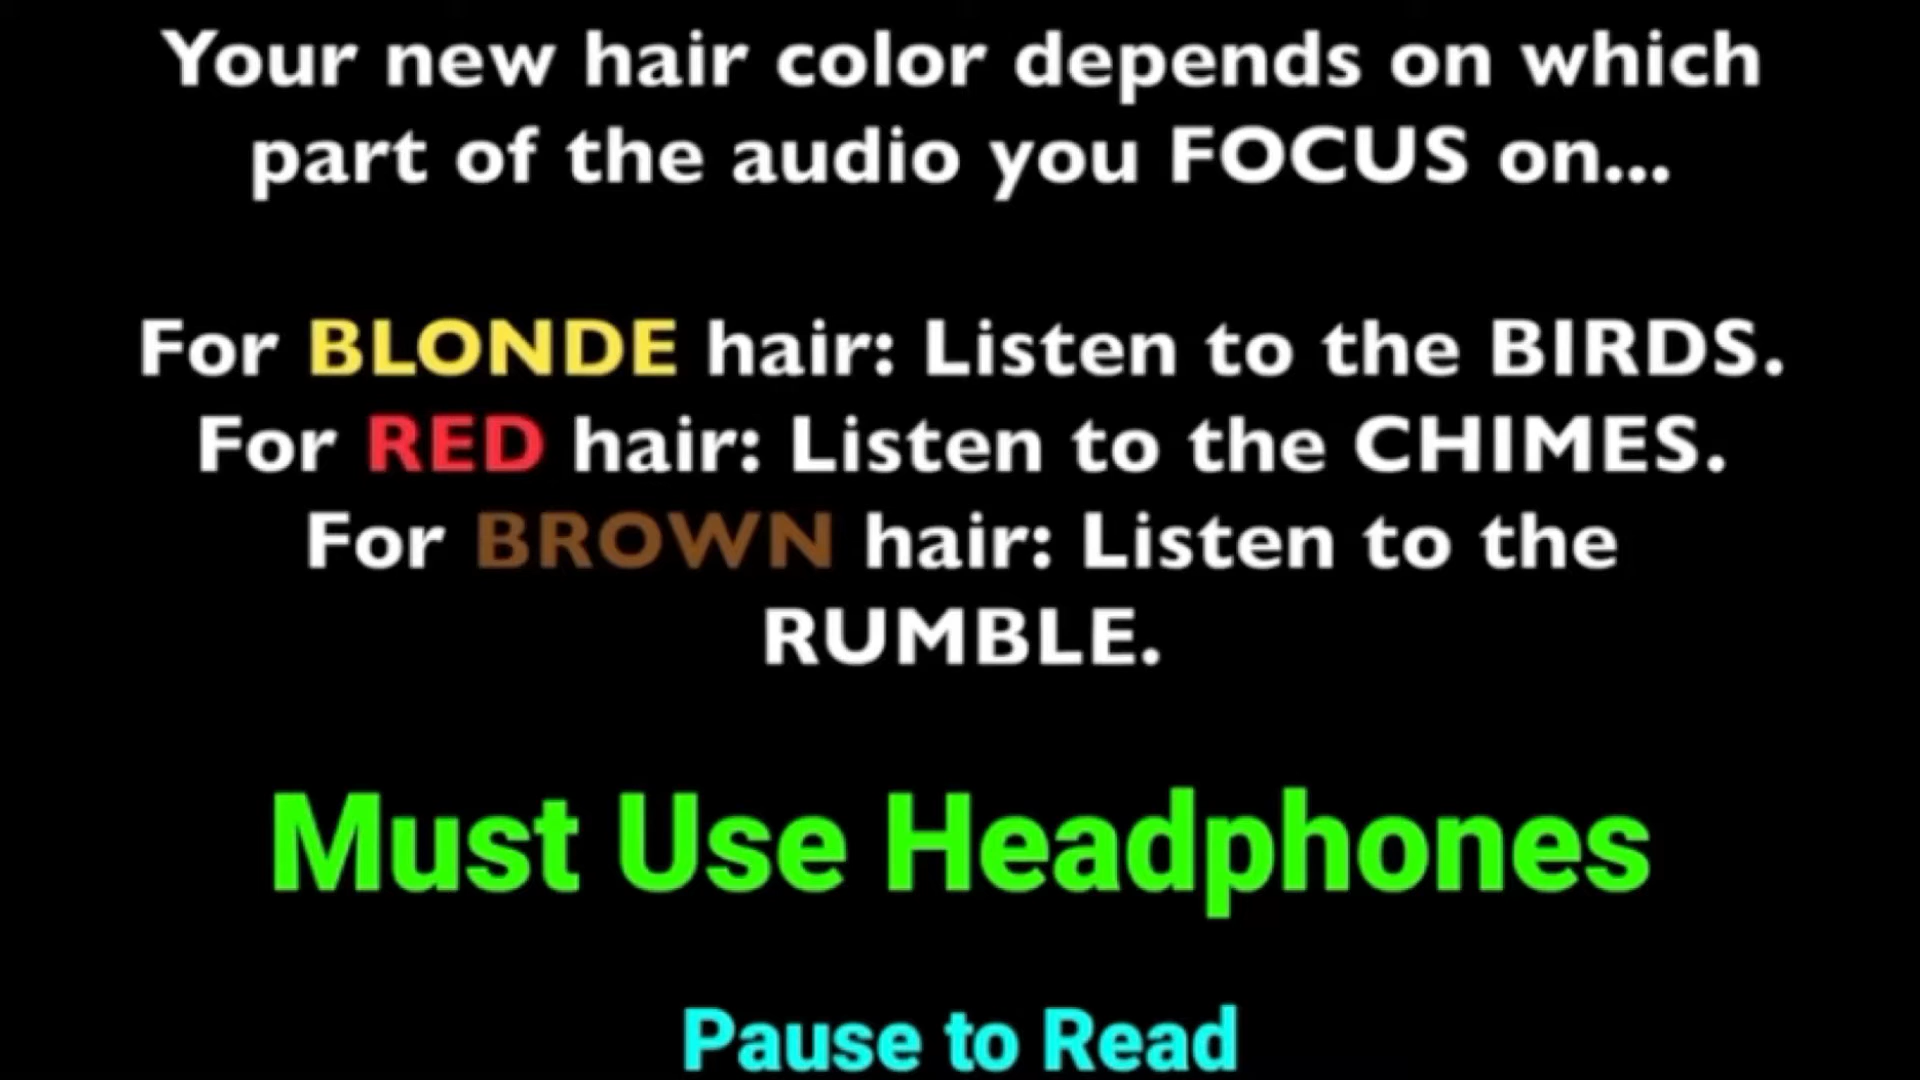 Your new hair color depends on which
part of the audio you FOCUS on...
For BLONDE hair: Listen to the BIRDS.
For RED hair: Listen to the CHIMES.
For BROWN hair: Listen to the
RUMBLE.
Must Use Headphones
Pause to Read